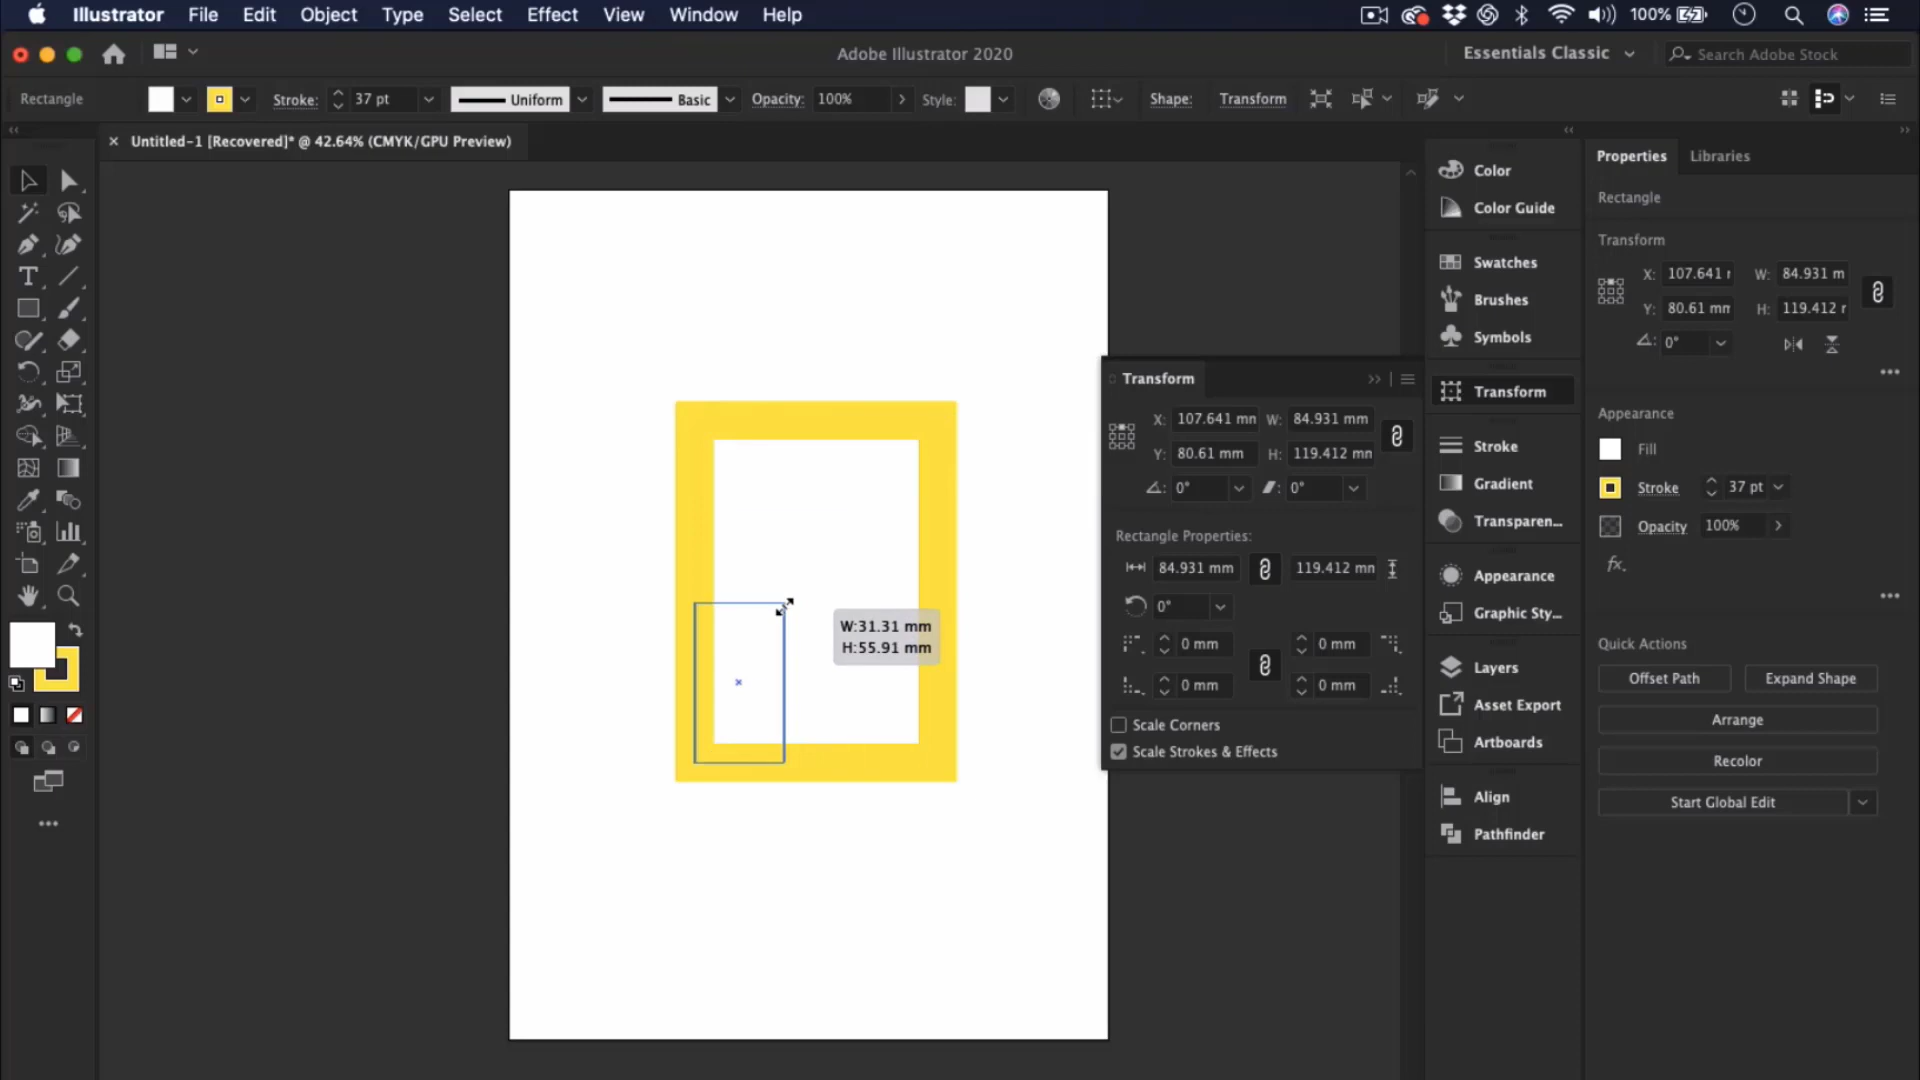 Illustrator File Edit Object Type Select Effect View Window Help 100%
Adobe Illustrator 2020 Essentials Classic Search Adobe Stock
Rectangle Stroke: 37 pt Uniform Basic Opacity: 100% Style: Shape: Transform
Untitled-1 [Recovered]* @ 42.64% (CMYK/GPU Preview)
W:31.31 mm
H:55.91 mm
Transform
X: 107.641 mm W: 84.931 mm
Y: 80.61 mm H: 119.412 mm
0° 0°
Rectangle Properties:
84.931 mm 119.412 mm
0°
0 mm 0 mm
0 mm 0 mm
Scale Corners
Scale Strokes & Effects
Color
Color Guide
Swatches
Brushes
Symbols
Transform
Stroke
Gradient
Transparen...
Appearance
Graphic Sty...
Layers
Asset Export
Artboards
Align
Pathfinder
Properties Libraries
Rectangle
Transform
X: 107.641 W: 84.931 m
Y: 80.61 mm H: 119.412
0°
Appearance
Fill
Stroke 37 pt
Opacity 100%
fx.
Quick Actions
Offset Path Expand Shape
Arrange
Recolor
Start Global Edit